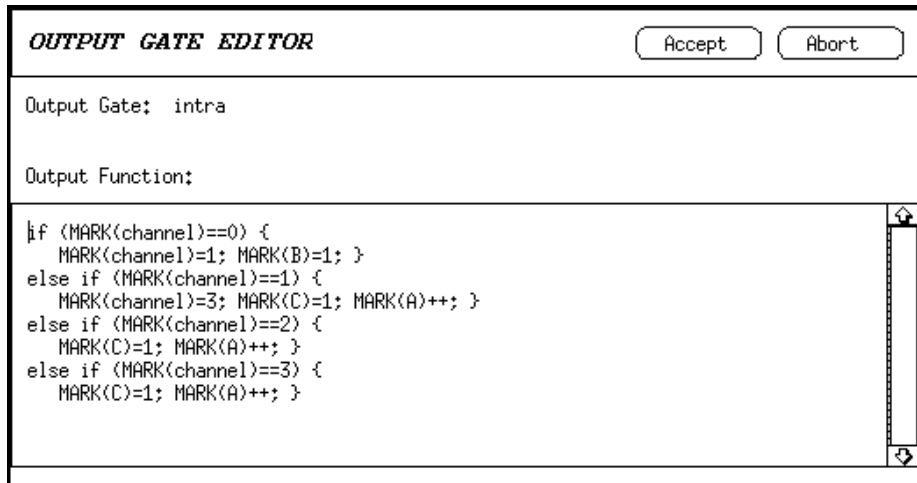 OUTPUT GATE EDITOR
Accept
Abort
Output Gate: intra
Output Function:
if (MARK(channel)==0) {
MARK(channel)=1; MARK(B)=1; }
else if (MARK(channel)==1) {
MARK(channel)=3; MARK(C)=1; MARK(A)++; }
else if (MARK(channel)==2) {
MARK(C)=1; MARK(A)++; }
else if (MARK(channel)==3) {
MARK(C)=1; MARK(A)++; }